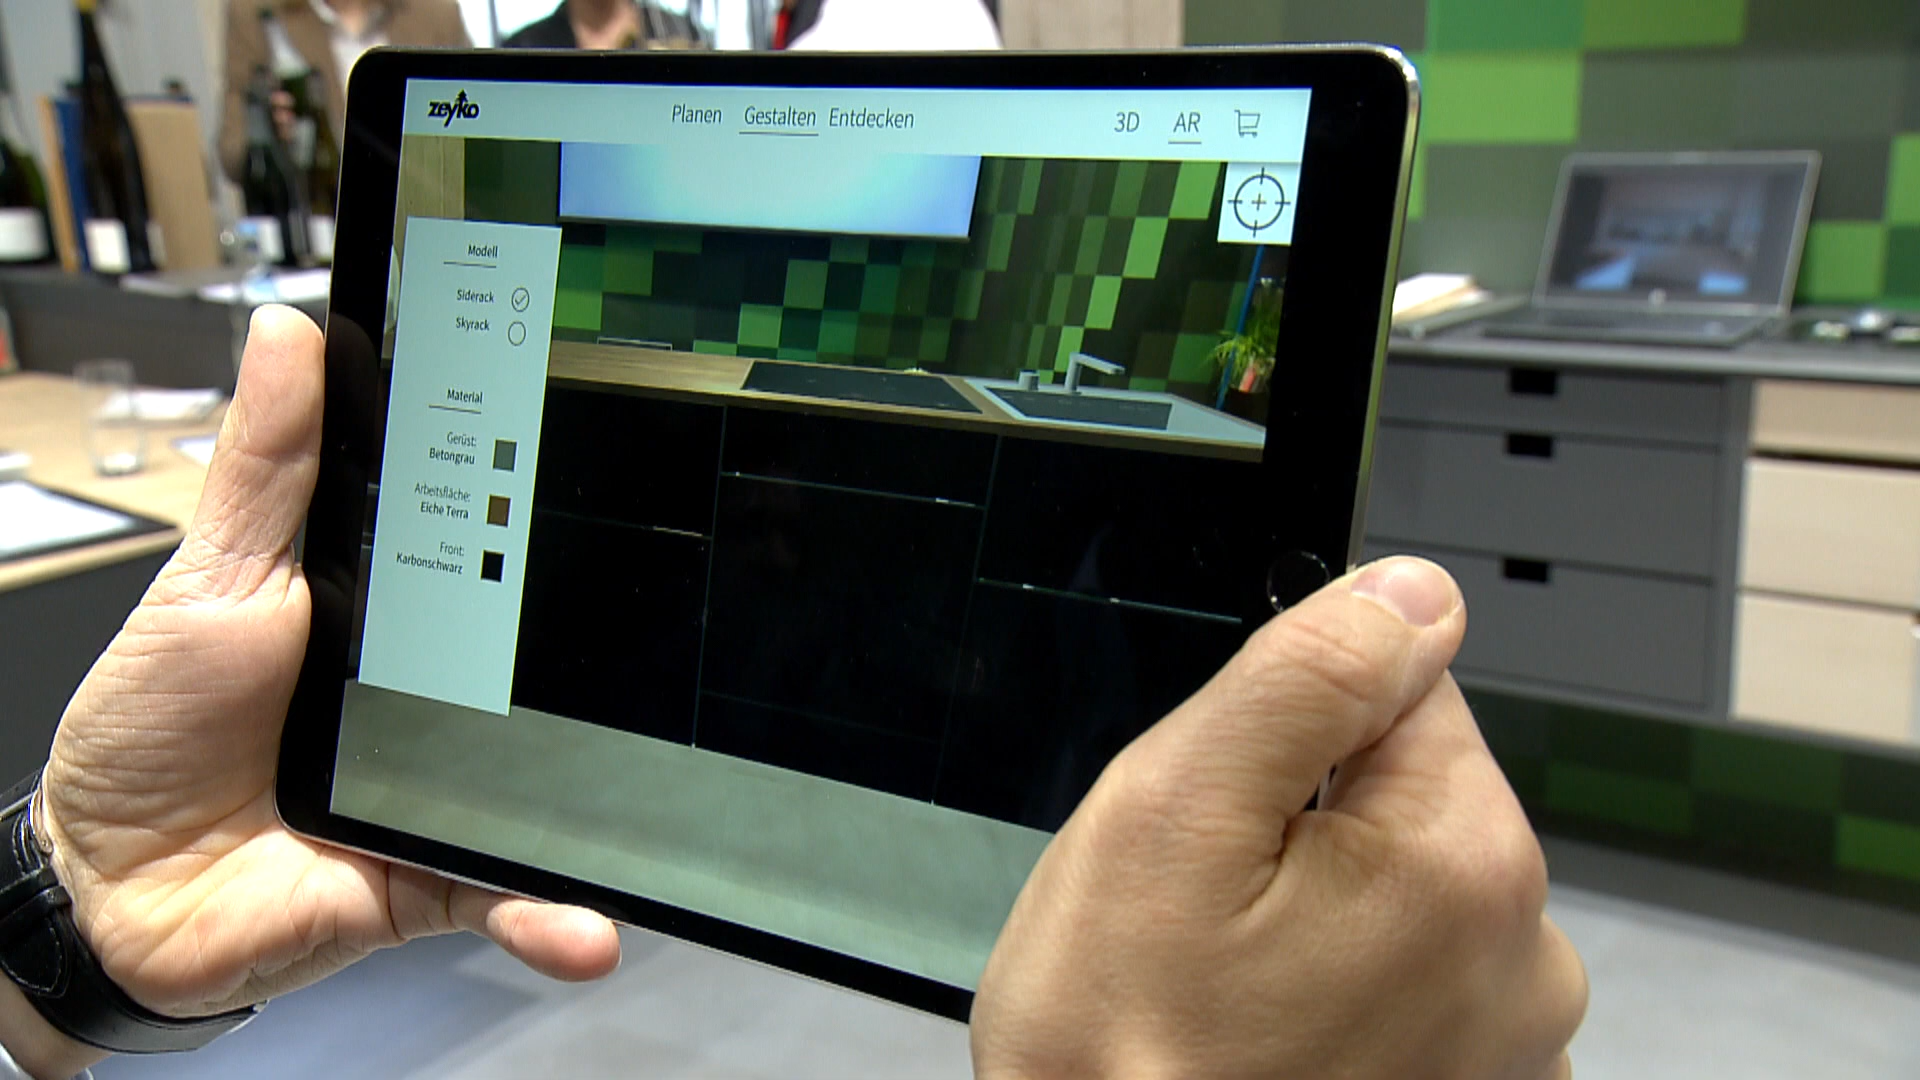 zeyko
Planen Gestalten Entdecken
3D AR
Modell
Siderack
Skyrack
Material
Gerüst:
Betongrau
Arbeitsfläche:
Eiche Terra
Front:
Karbonschwarz